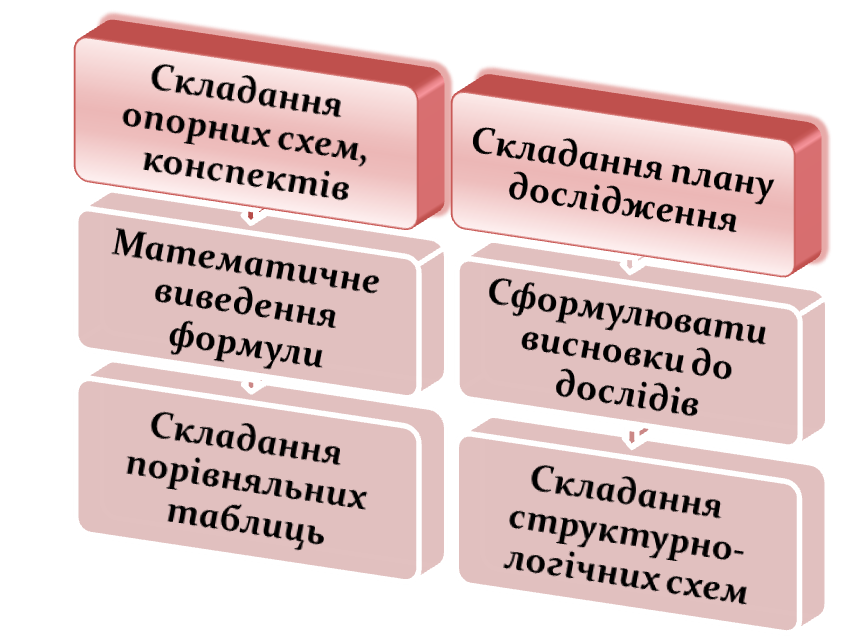 Складання
опорних схем,
конспектів
Математичне
виведення
формули
Складання
порівняльних
таблиць
Складання плану
дослідження
Сформулювати
висновки до
дослідів
Складання
структурно-
логічних схем